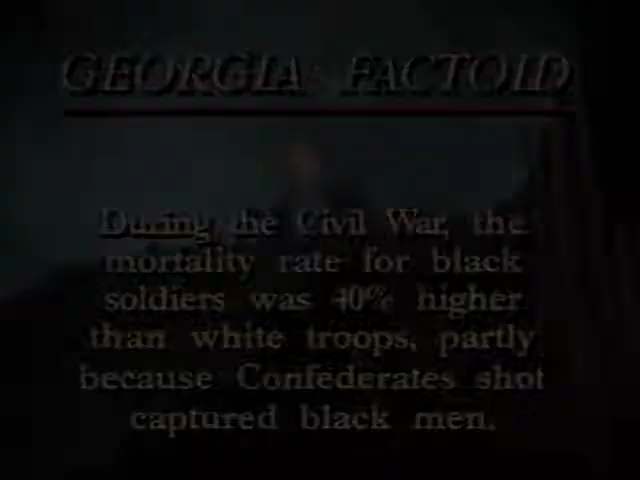 GEORGIA FACTOID
During the Civil War, the
mortality rate for black
soldiers was 40% higher
than white troops, partly
because Confederates shot
captured black men.